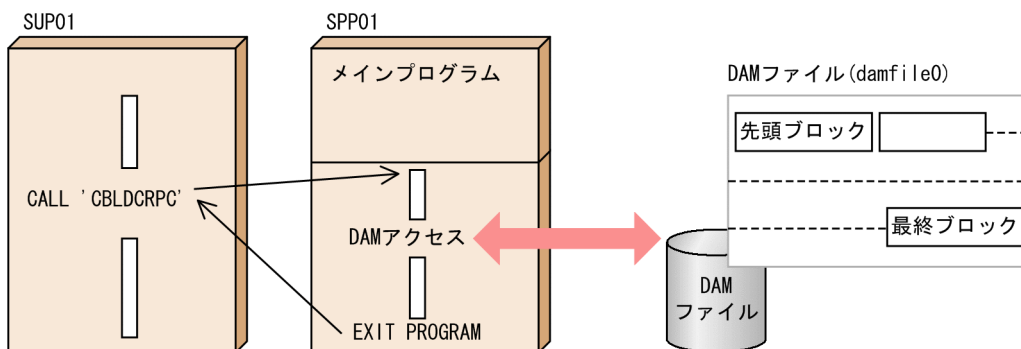 SUP01
SPP01
メインプログラム
DAMファイル(damfile0)
先頭ブロック
CALL 'CBLDCRPC'
DAMアクセス
最終ブロック
DAM
ファイル
EXIT PROGRAM